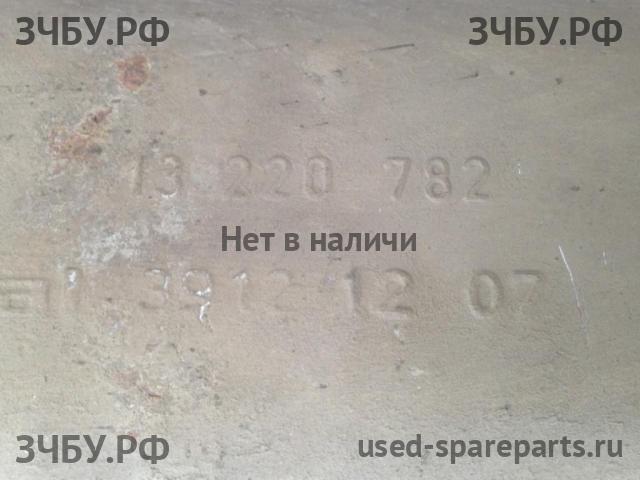 ЗЧБУ.РФ ЗЧБУ.РФ
13 220 782
Нет в наличи
3912 12 07
ЗЧБУ.РФ used-spareparts.ru